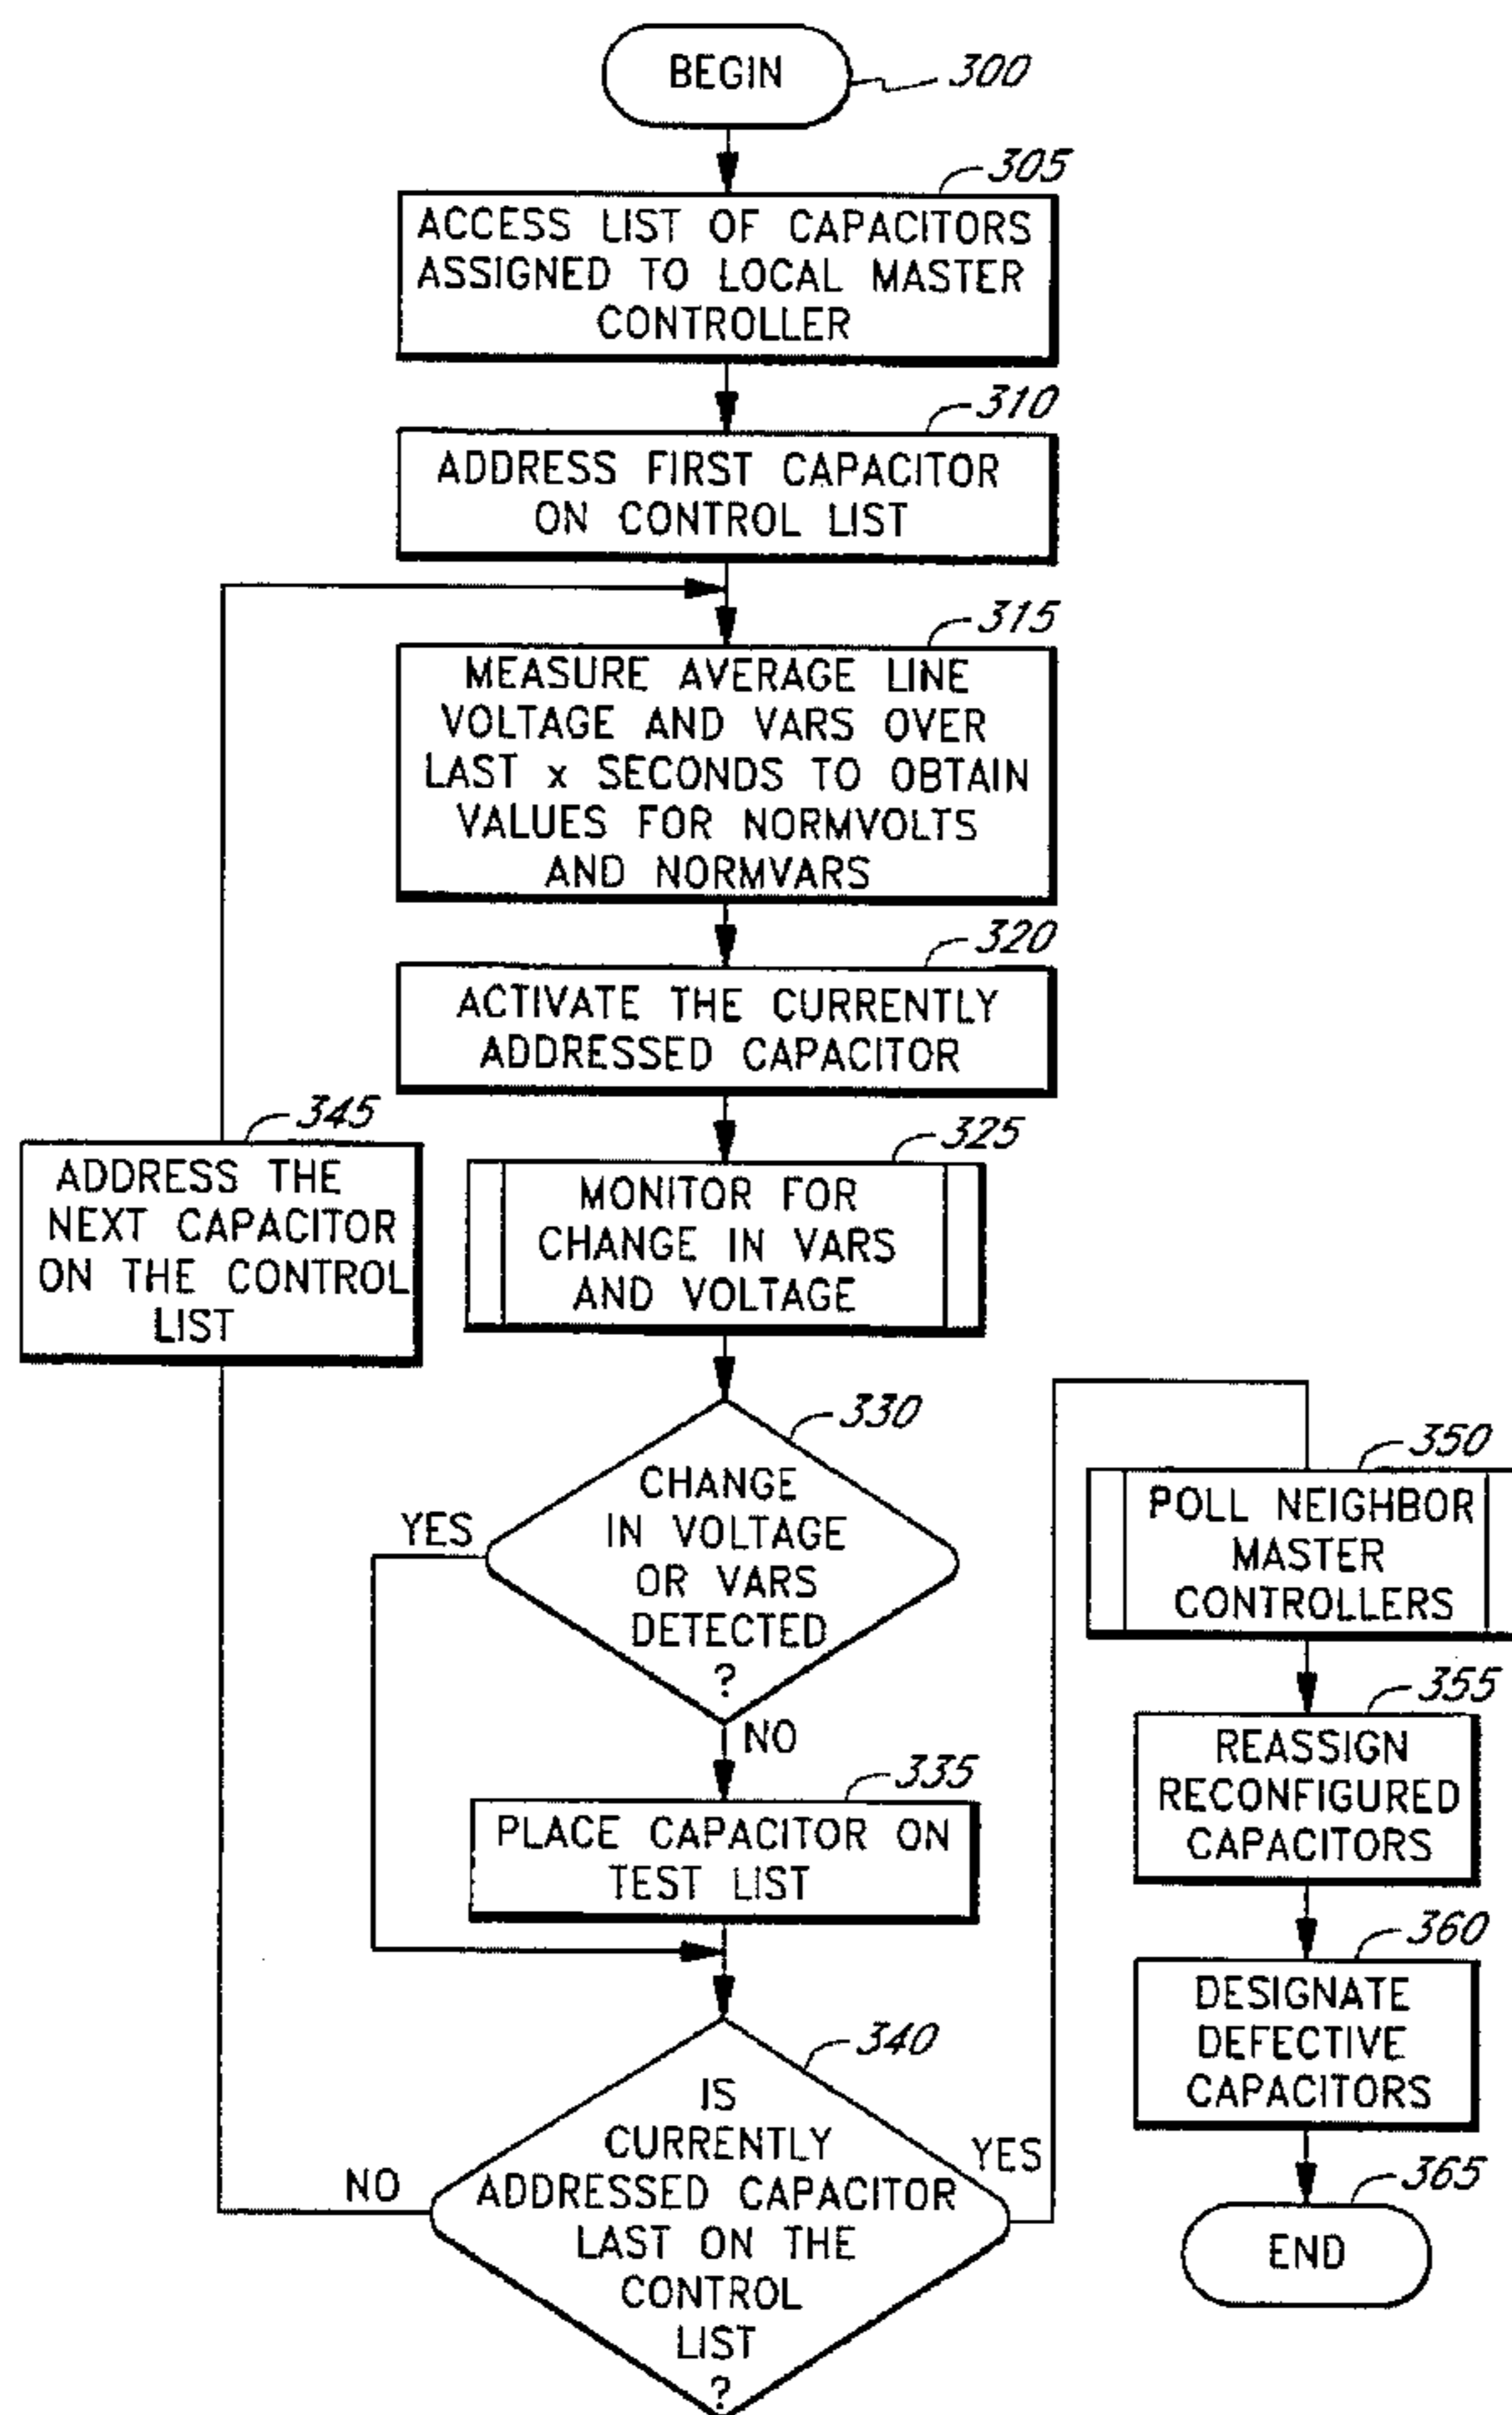 BEGIN
300
305
ACCESS LIST OF CAPACITORS
ASSIGNED TO LOCAL MASTER
CONTROLLER
310
ADDRESS FIRST CAPACITOR
ON CONTROL LIST
315
MEASURE AVERAGE LINE
VOLTAGE AND VARS OVER
LAST x SECONDS TO OBTAIN
VALUES FOR NORMVOLTS
AND NORMVARS
320
ACTIVATE THE CURRENTLY
ADDRESSED CAPACITOR
345
ADDRESS THE
NEXT CAPACITOR
ON THE CONTROL
LIST
325
MONITOR FOR
CHANGE IN VARS
AND VOLTAGE
330
CHANGE
IN VOLTAGE
OR VARS
DETECTED
?
YES
NO
335
PLACE CAPACITOR ON
TEST LIST
340
IS
CURRENTLY
ADDRESSED CAPACITOR
LAST ON THE
CONTROL
LIST
?
NO
YES
350
POLL NEIGHBOR
MASTER
CONTROLLERS
355
REASSIGN
RECONFIGURED
CAPACITORS
360
DESIGNATE
DEFECTIVE
CAPACITORS
365
END